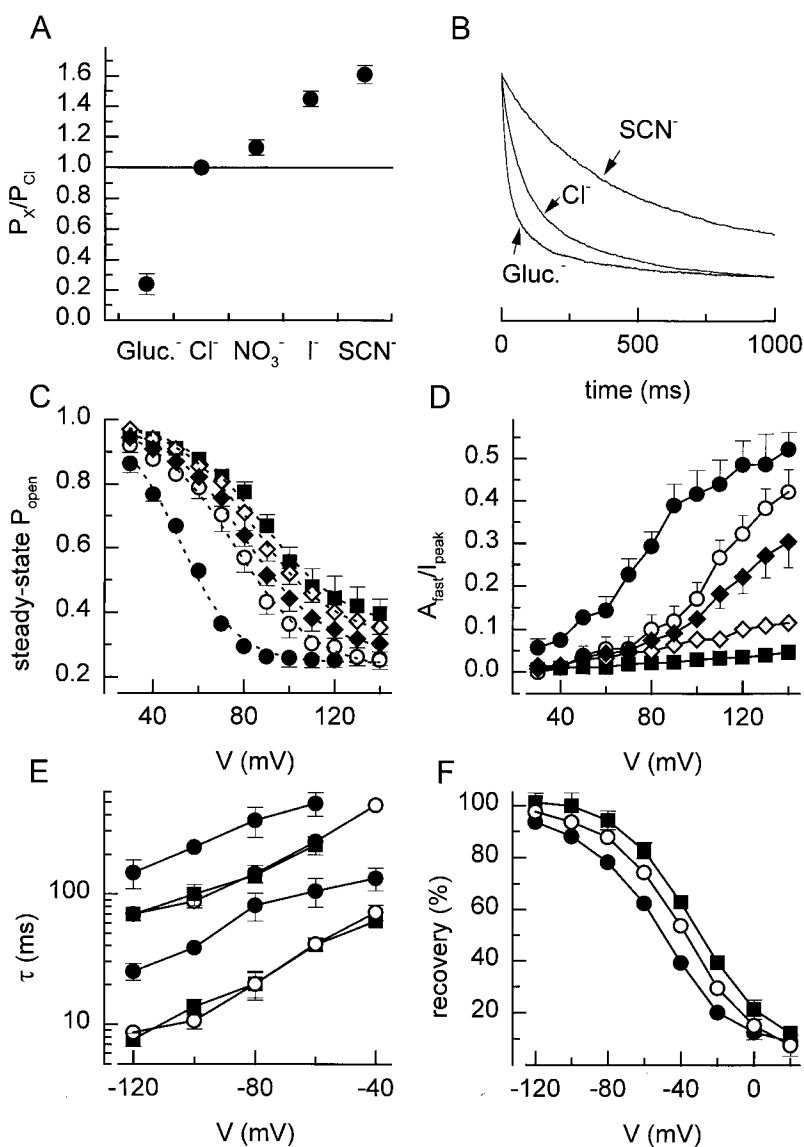 A
P_X/P_Cl
1.6
1.4
1.2
1.0
0.8
0.6
0.4
0.2
0.0
Gluc.⁻ Cl⁻ NO₃⁻ I⁻ SCN⁻
B
SCN⁻
Cl⁻
Gluc.⁻
0 500 1000
time (ms)
C
steady-state P_open
1.0
0.8
0.6
0.4
0.2
40 80 120
V (mV)
D
A_fast/I_peak
0.5
0.4
0.3
0.2
0.1
0.0
40 80 120
V (mV)
E
τ (ms)
100
10
-120 -80 -40
V (mV)
F
recovery (%)
100
80
60
40
20
-120 -80 -40 0
V (mV)